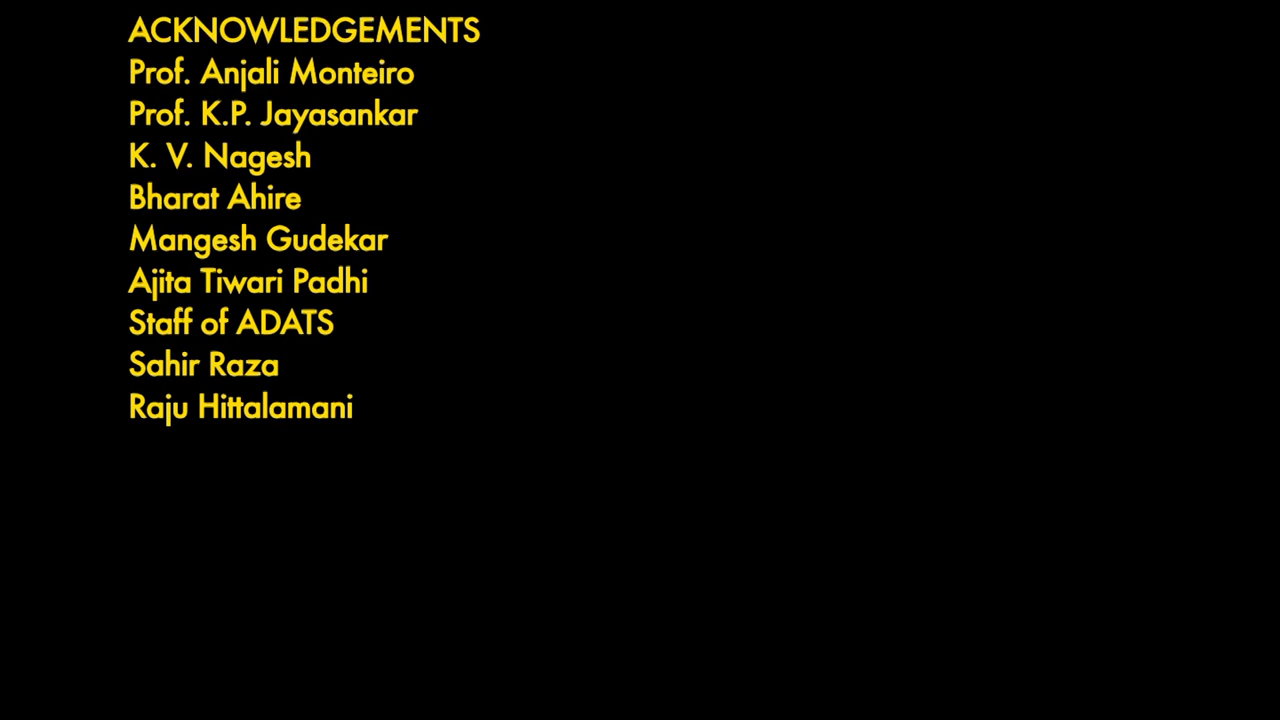 ACKNOWLEDGEMENTS
Prof. Anjali Monteiro
Prof. K.P. Jayasankar
K. V. Nagesh
Bharat Ahire
Mangesh Gudekar
Ajita Tiwari Padhi
Staff of ADATS
Sahir Raza
Raju Hittalamani